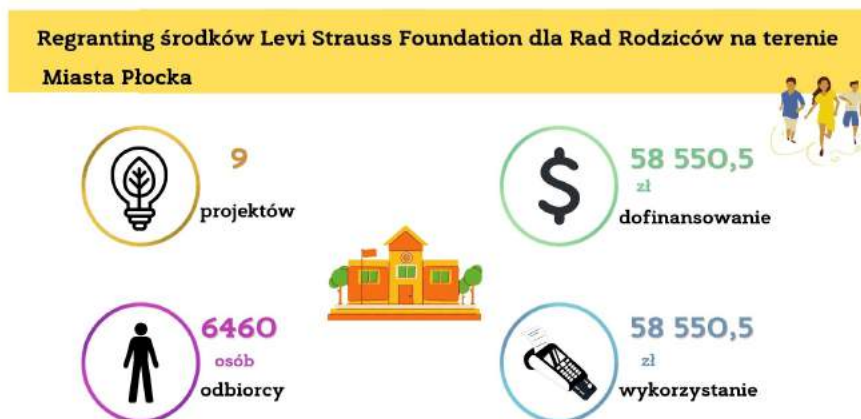 Regranting środków Levi Strauss Foundation dla Rad Rodziców na terenie
Miasta Płocka
9
projektów
58 550,5
zł
dofinansowanie
6460
osób
odbiorcy
58 550,5
zł
wykorzystanie